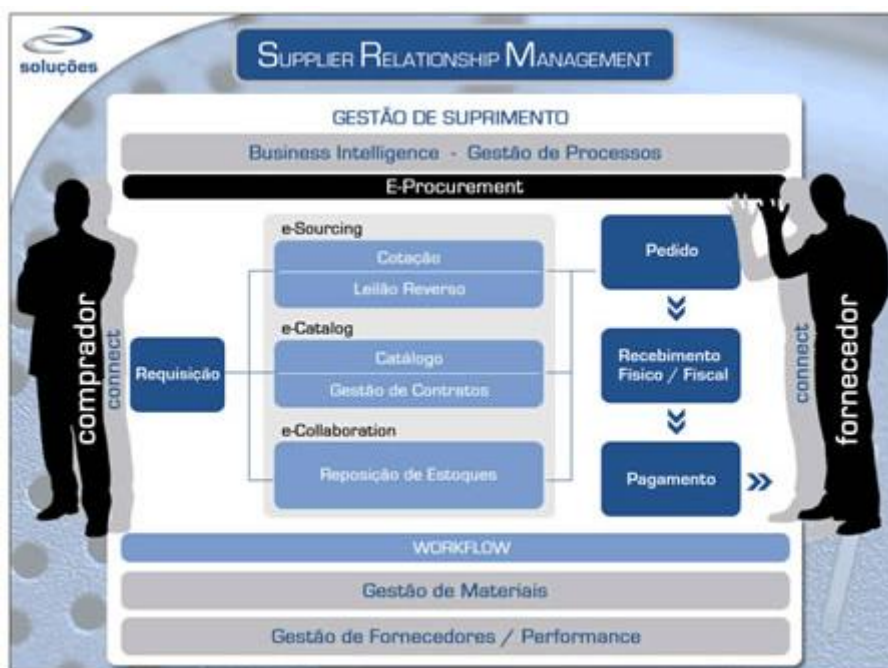 soluções
SUPPLIER RELATIONSHIP MANAGEMENT
GESTÃO DE SUPRIMENTO
Business Intelligence - Gestão de Processos
E-Procurement
comprador
connect
Requisição
e-Sourcing
Cotação
Leilão Reverso
e-Catalog
Catálogo
Gestão de Contratos
e-Collaboration
Reposição de Estoques
Pedido
Recebimento
Físico / Fiscal
Pagamento
connect
fornecedor
WORKFLOW
Gestão de Materiais
Gestão de Fornecedores / Performance